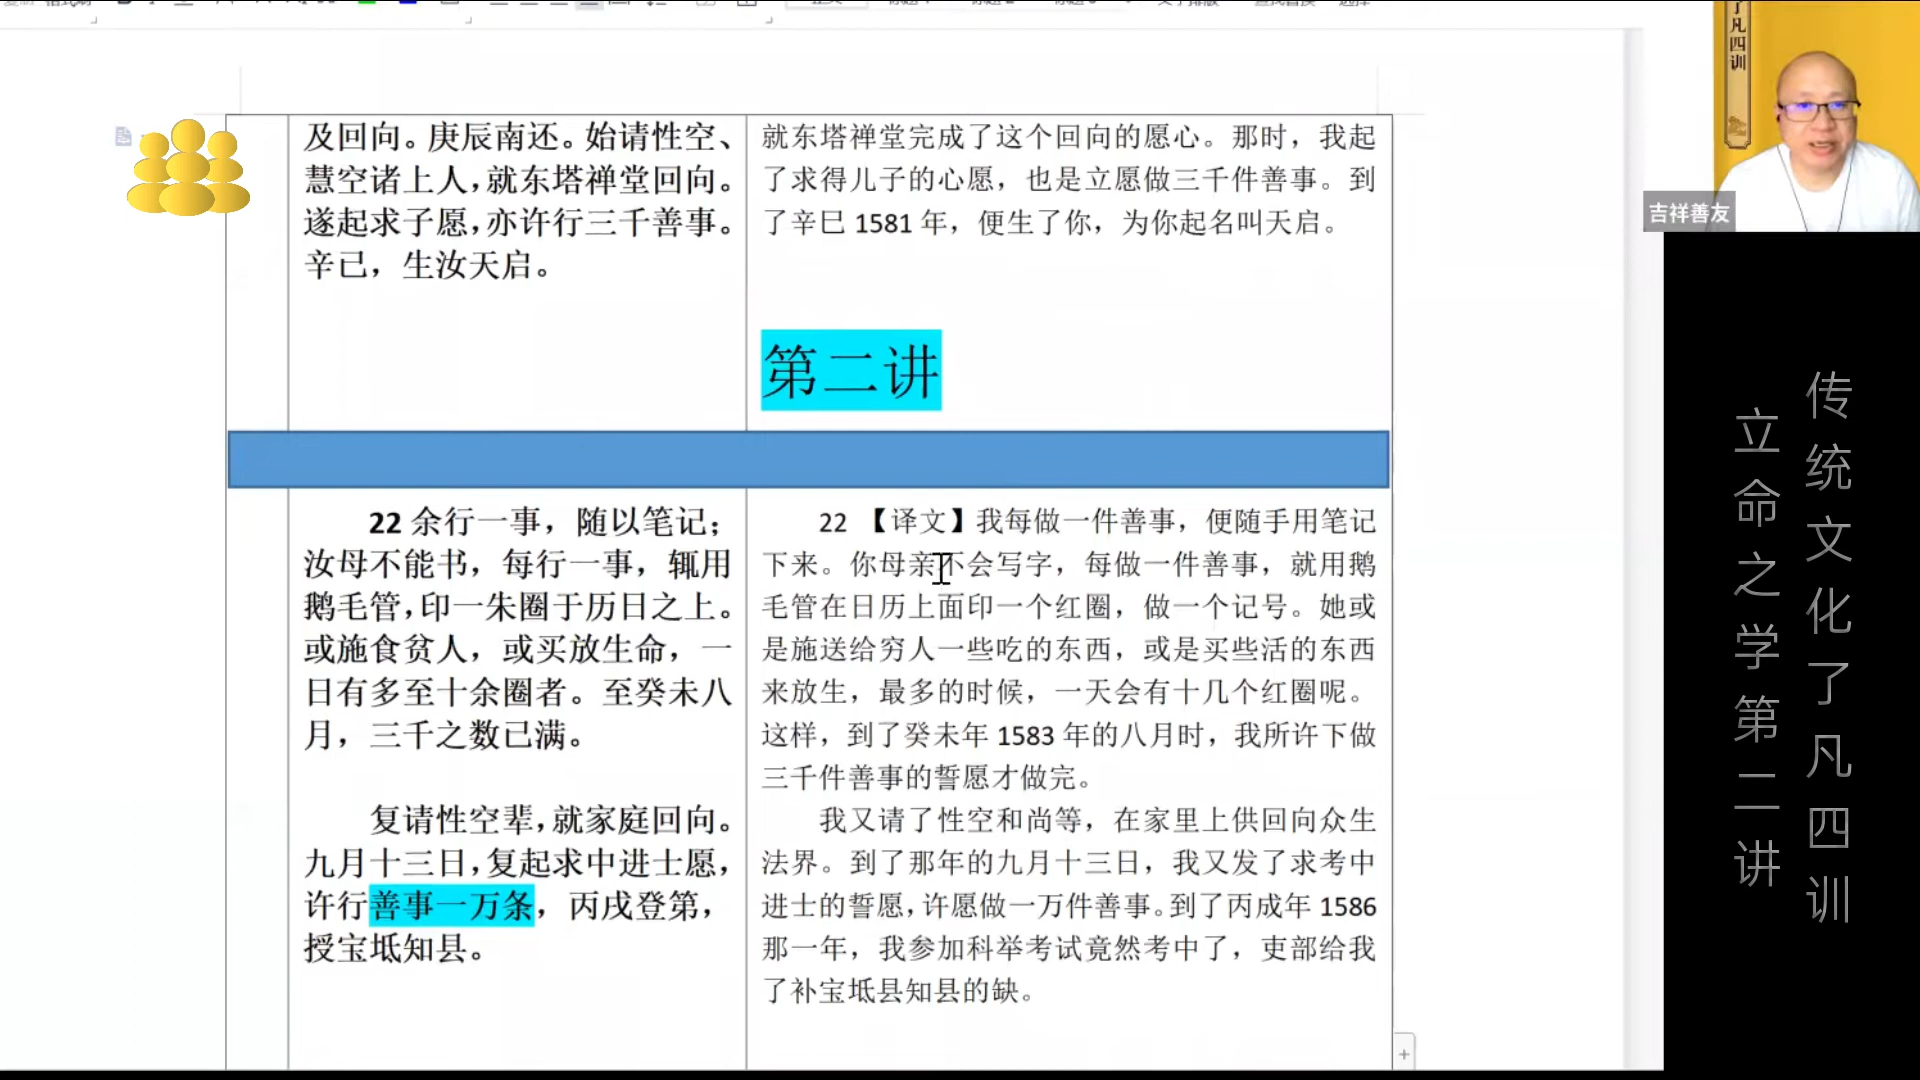 及回向。庚辰南还。始请性空、
慧空诸上人，就东塔禅堂回向。
遂起求子愿，亦许行三千善事。
辛已，生汝天启。
就东塔禅堂完成了这个回向的愿心。那时，我起
了求得儿子的心愿，也是立愿做三千件善事。到
了辛巳 1581 年，便生了你，为你起名叫天启。
第二讲
22 余行一事，随以笔记；
汝母不能书，每行一事，辄用
鹅毛管，印一朱圈于历日之上。
或施食贫人，或买放生命，一
日有多至十余圈者。至癸未八
月，三千之数已满。
复请性空辈，就家庭回向。
九月十三日，复起求中进士愿，
许行善事一万条，丙戌登第，
授宝坻知县。
22 【译文】我每做一件善事，便随手用笔记
下来。你母亲不会写字，每做一件善事，就用鹅
毛管在日历上面印一个红圈，做一个记号。她或
是施送给穷人一些吃的东西，或是买些活的东西
来放生，最多的时候，一天会有十几个红圈呢。
这样，到了癸未年 1583 年的八月时，我所许下做
三千件善事的誓愿才做完。
我又请了性空和尚等，在家里上供回向众生
法界。到了那年的九月十三日，我又发了求考中
进士的誓愿，许愿做一万件善事。到了丙戌年 1586
那一年，我参加科举考试竟然考中了，吏部给我
了补宝坻县知县的缺。
了凡四训
吉祥善友
传统文化了凡四训
立命之学第二讲